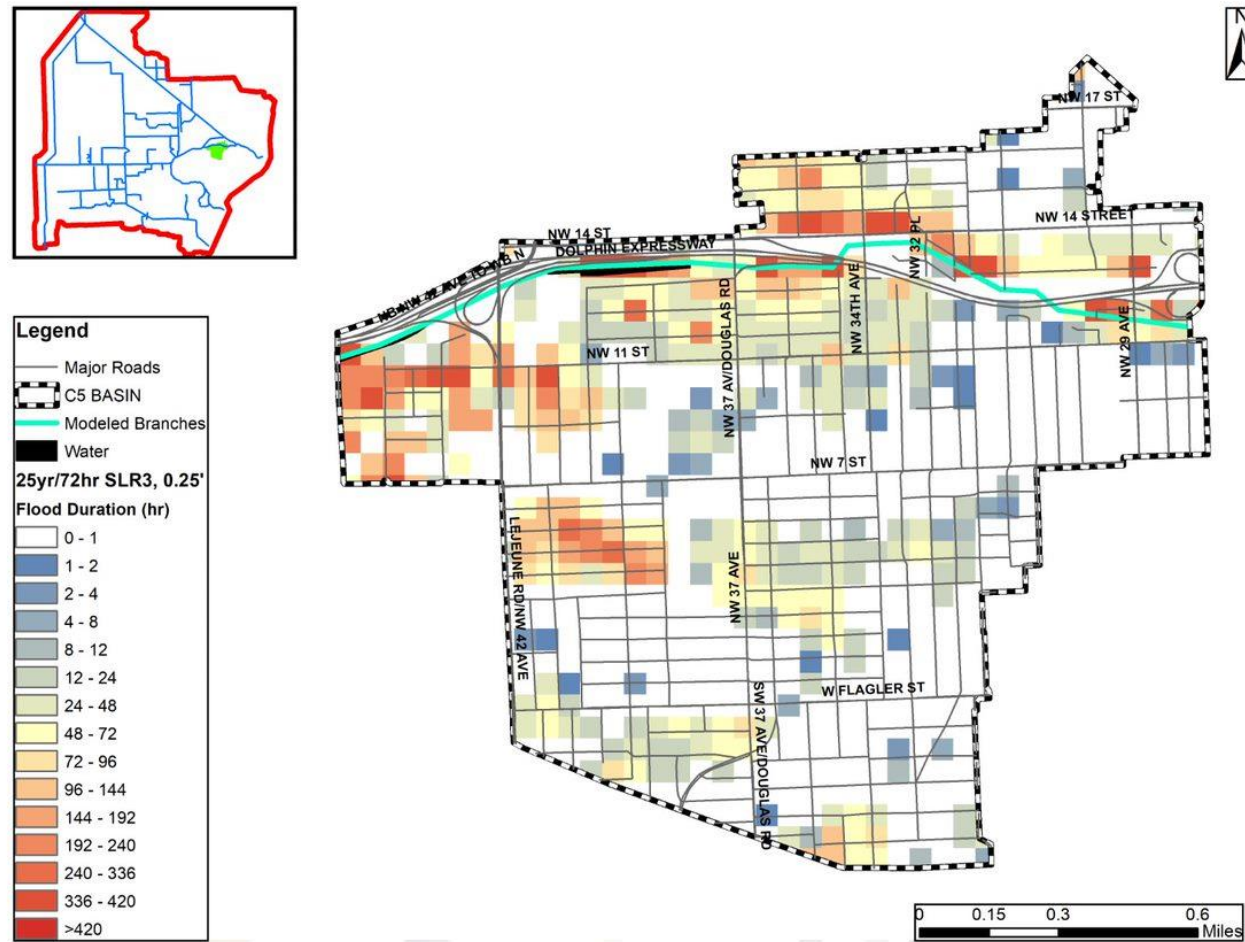 N
NW 17 ST
NW 14 STREET
NW 14 ST
DOLPHIN EXPRESSWAY
NW 32 PL
NW 34TH AVE
NW 37 AV/DOUGLAS RD
NW 29 AVE
NW 11 ST
NW 7 ST
LEJEUNE RD/NW 42 AVE
NW 37 AVE
W FLAGLER ST
SW 37 AVE/DOUGLAS RD
Legend
Major Roads
C5 BASIN
Modeled Branches
Water
25yr/72hr SLR3, 0.25'
Flood Duration (hr)
0 - 1
1 - 2
2 - 4
4 - 8
8 - 12
12 - 24
24 - 48
48 - 72
72 - 96
96 - 144
144 - 192
192 - 240
240 - 336
336 - 420
>420
0 0.15 0.3 0.6
Miles